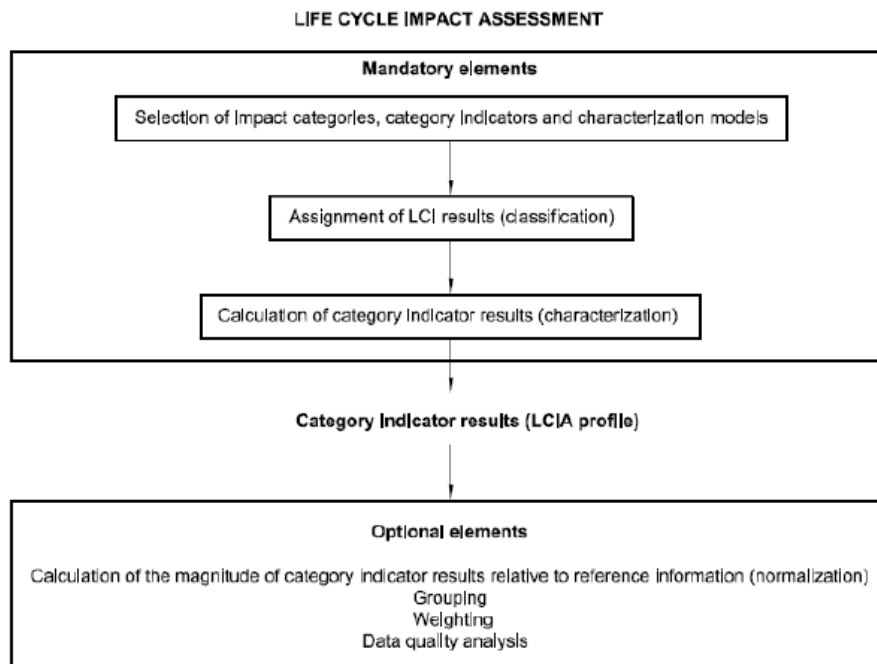 LIFE CYCLE IMPACT ASSESSMENT
Mandatory elements
Selection of impact categories, category indicators and characterization models
Assignment of LCI results (classification)
Calculation of category indicator results (characterization)
Category indicator results (LCIA profile)
Optional elements
Calculation of the magnitude of category indicator results relative to reference information (normalization)
Grouping
Weighting
Data quality analysis